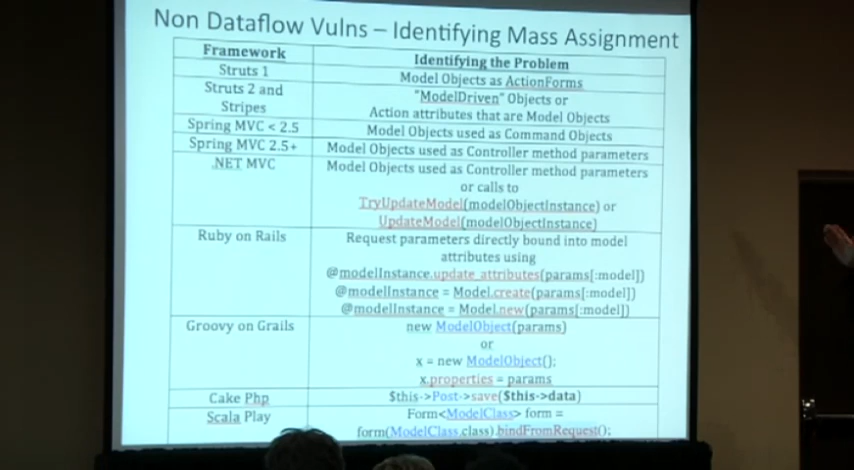 Non Dataflow Vulns – Identifying Mass Assignment
Framework
Identifying the Problem
Struts 1
Model Objects as ActionForms
Struts 2 and
Stripes
"ModelDriven" Objects or
Action attributes that are Model Objects
Spring MVC < 2.5
Model Objects used as Command Objects
Spring MVC 2.5+
Model Objects used as Controller method parameters
.NET MVC
Model Objects used as Controller method parameters
or calls to
TryUpdateModel(modelObjectInstance) or
UpdateModel(modelObjectInstance)
Ruby on Rails
Request parameters directly bound into model
attributes using
@modelInstance.update_attributes(params[:model])
@modelInstance = Model.create(params[:model])
@modelInstance = Model.new(params[:model])
Groovy on Grails
new ModelObject(params)
or
x = new ModelObject();
x.properties = params
Cake Php
$this->Post->save($this->data)
Scala Play
Form<ModelClass> form =
form(ModelClass.class).bindFromRequest();